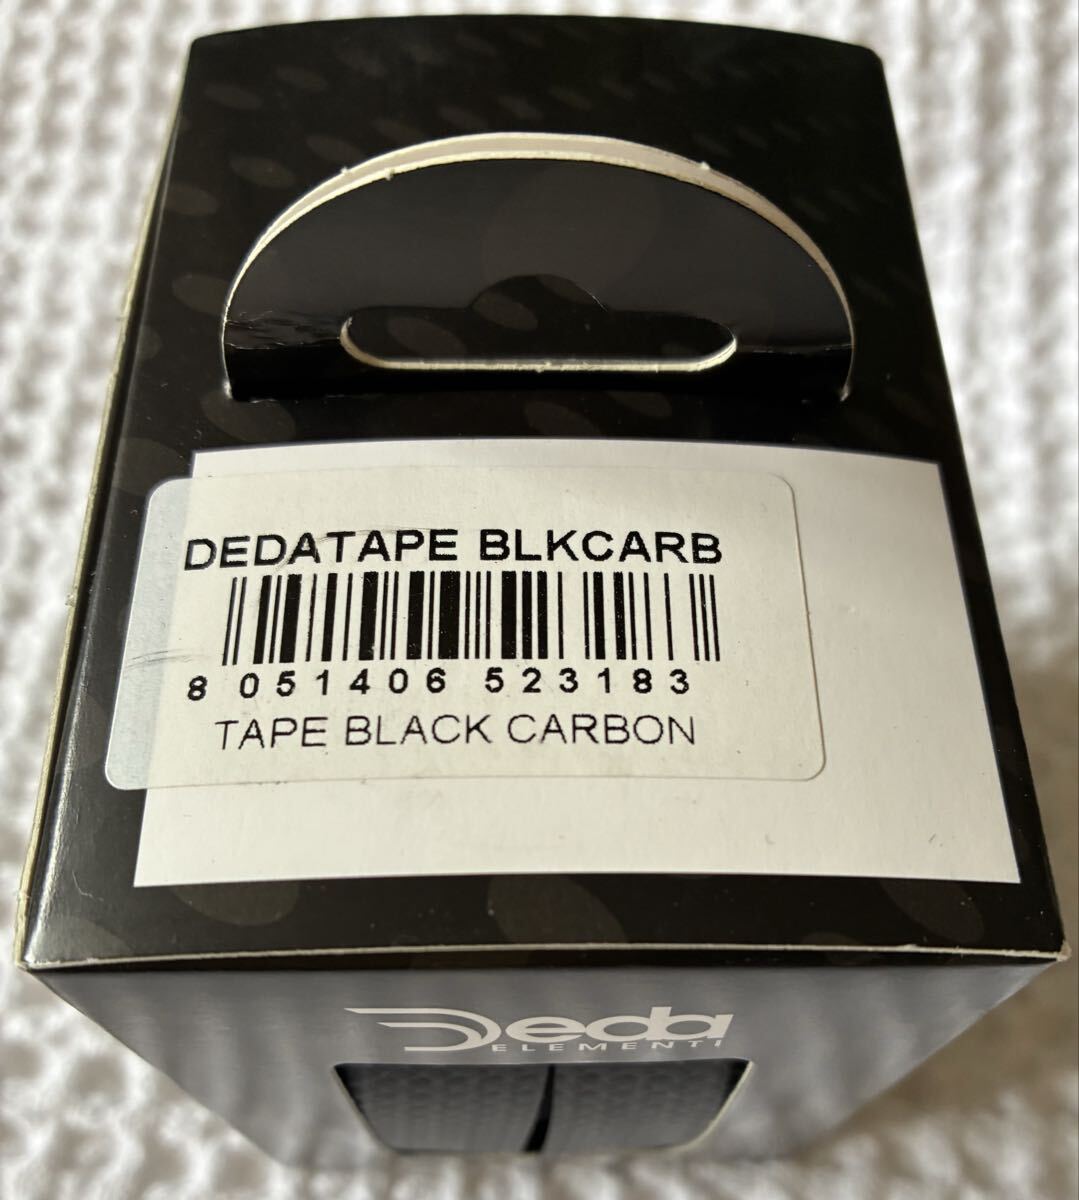 DEDATAPE BLKCARB
8 051406 523183
TAPE BLACK CARBON
Deda
ELEMENTI